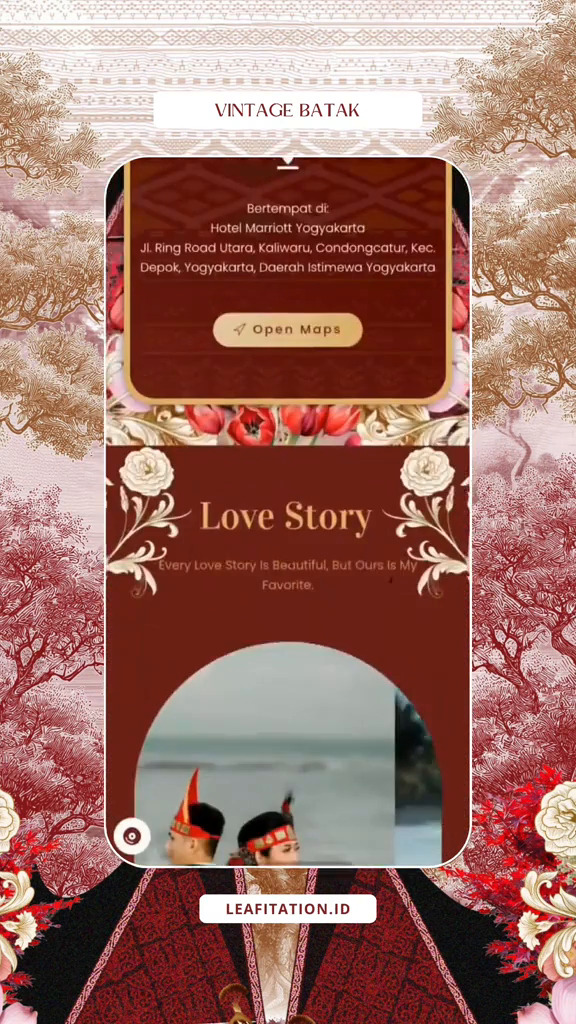 VINTAGE BATAK
Bertempat di:
Hotel Marriott Yogyakarta
Jl. Ring Road Utara, Kaliwaru, Condongcatur, Kec.
Depok, Yogyakarta, Daerah Istimewa Yogyakarta
Open Maps
Love Story
Every Love Story Is Beautiful, But Ours Is My
Favorite.
LEAFITATION.ID